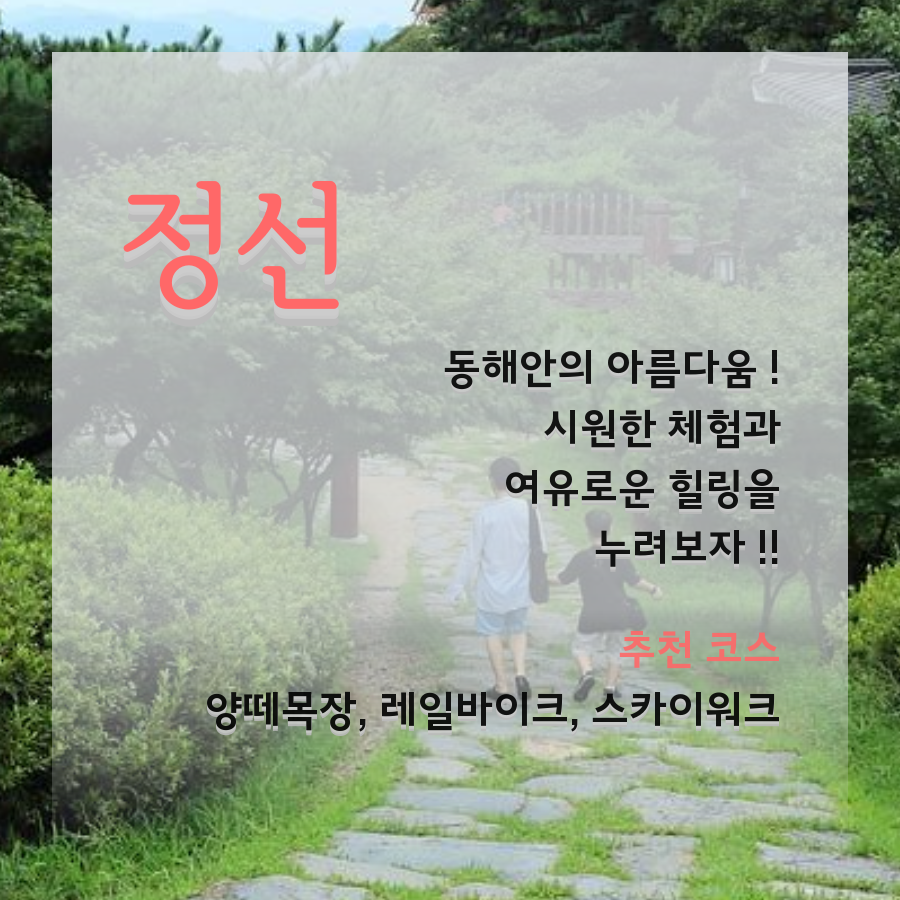 정선
동해안의 아름다움 !
시원한 체험과
여유로운 힐링을
누려보자 !!
추천 코스
양떼목장, 레일바이크, 스카이워크